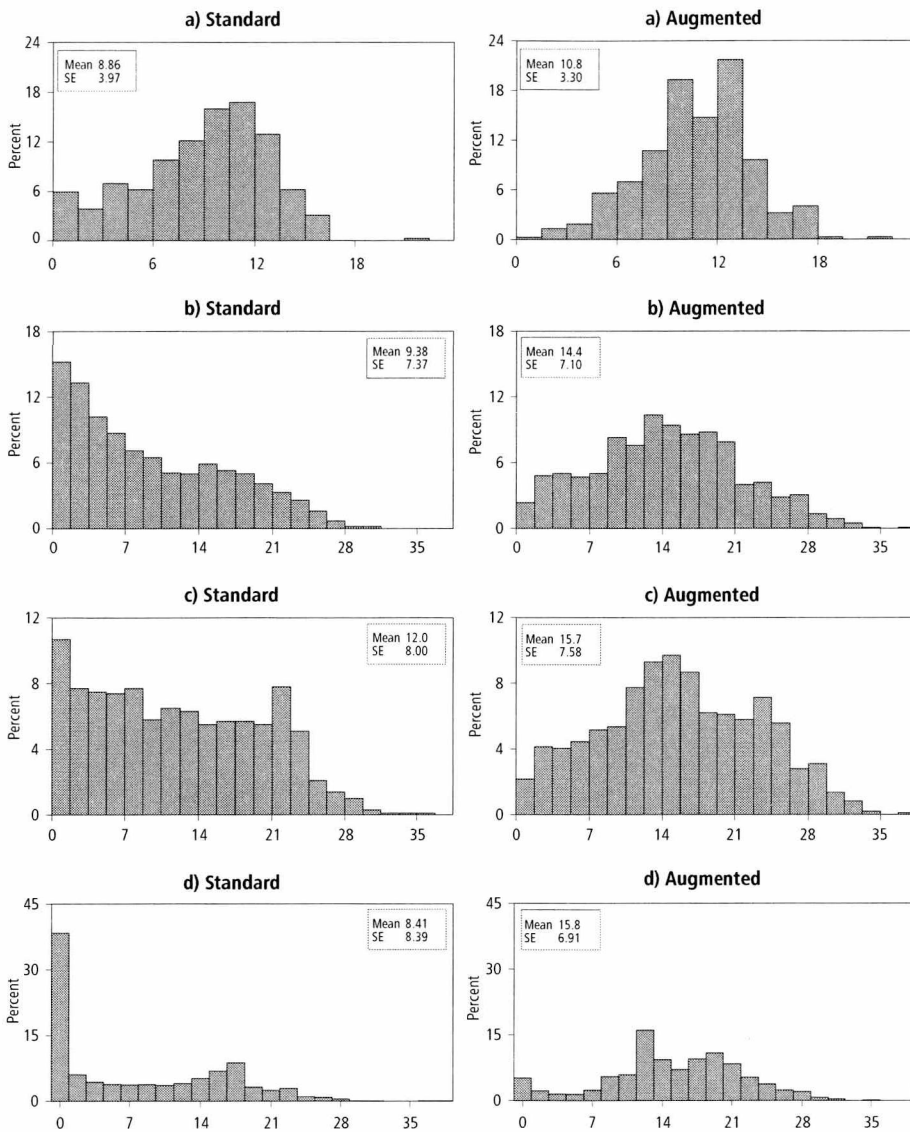 a) Standard
24
18
12
6
0
Percent
Mean 8.86
SE 3.97
0 6 12 18
a) Augmented
24
18
12
6
0
Percent
Mean 10.8
SE 3.30
0 6 12 18
b) Standard
18
12
6
0
Percent
Mean 9.38
SE 7.37
0 7 14 21 28 35
b) Augmented
18
12
6
0
Percent
Mean 14.4
SE 7.10
0 7 14 21 28 35
c) Standard
12
8
4
0
Percent
Mean 12.0
SE 8.00
0 7 14 21 28 35
c) Augmented
12
8
4
0
Percent
Mean 15.7
SE 7.58
0 7 14 21 28 35
d) Standard
45
30
15
0
Percent
Mean 8.41
SE 8.39
0 7 14 21 28 35
d) Augmented
45
30
15
0
Percent
Mean 15.8
SE 6.91
0 7 14 21 28 35